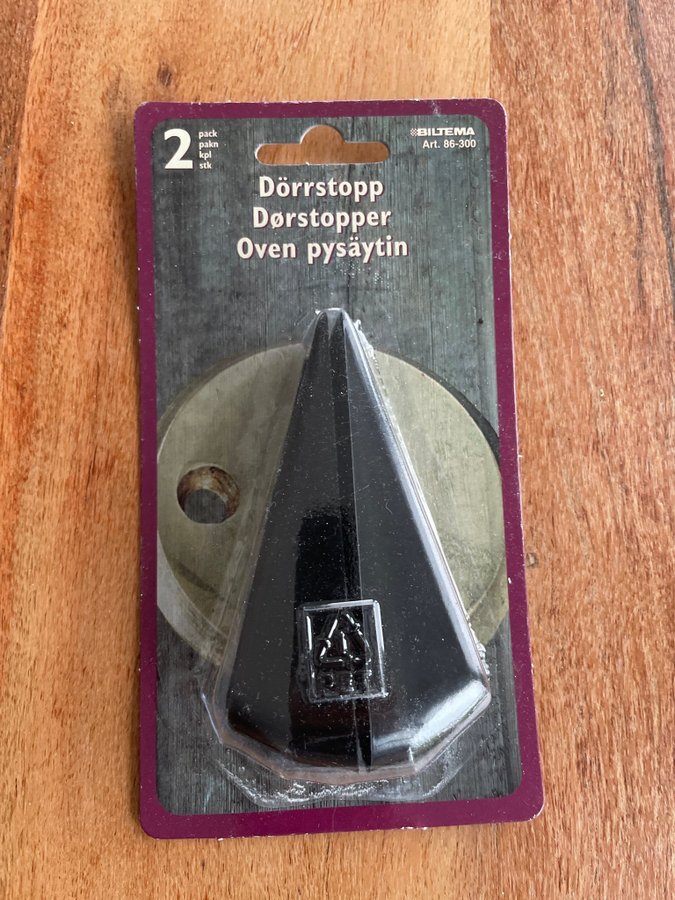 2
pack
pakn
kpl
stk
BILTEMA
Art. 86-300
Dörrstopp
Dørstopper
Oven pysäytin